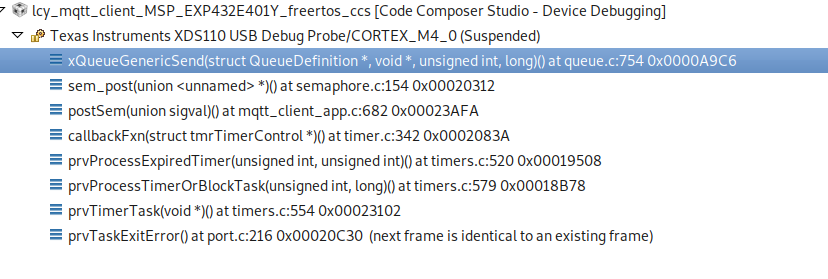 lcy_mqtt_client_MSP_EXP432E401Y_freertos_ccs [Code Composer Studio - Device Debugging]
Texas Instruments XDS110 USB Debug Probe/CORTEX_M4_0 (Suspended)
xQueueGenericSend(struct QueueDefinition *, void *, unsigned int, long)() at queue.c:754 0x0000A9C6
sem_post(union <unnamed> *)() at semaphore.c:154 0x00020312
postSem(union sigval)() at mqtt_client_app.c:682 0x00023AFA
callbackFxn(struct tmrTimerControl *)() at timer.c:342 0x0002083A
prvProcessExpiredTimer(unsigned int, unsigned int)() at timers.c:520 0x00019508
prvProcessTimerOrBlockTask(unsigned int, long)() at timers.c:579 0x00018B78
prvTimerTask(void *)() at timers.c:554 0x00023102
prvTaskExitError() at port.c:216 0x00020C30  (next frame is identical to an existing frame)